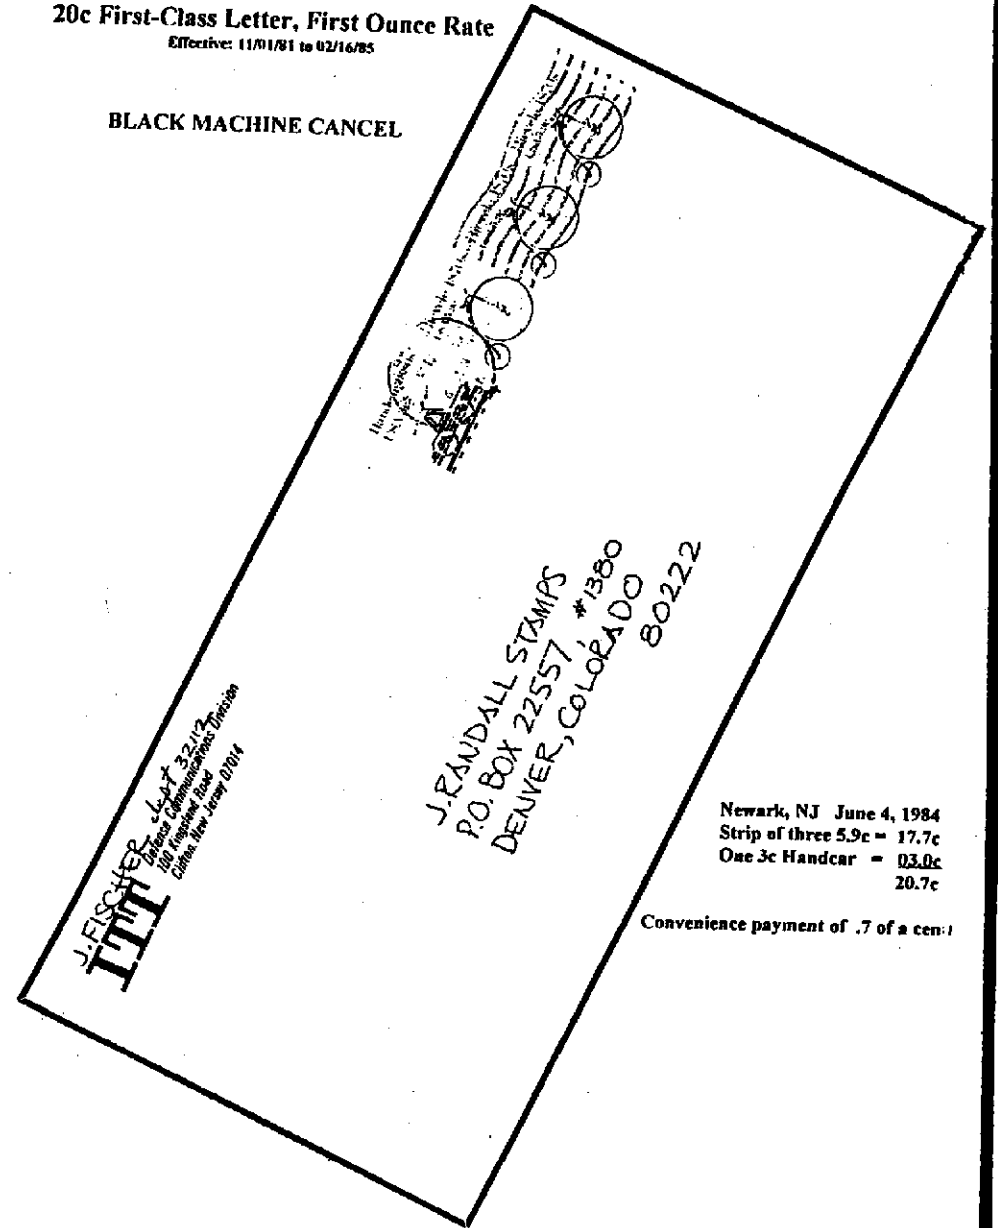 20c First-Class Letter, First Ounce Rate
Effective: 11/01/81 to 02/16/85
BLACK MACHINE CANCEL
J. FISCHER dept 32112
ITT
Defense Communications Division
100 Kingsland Road
Clifton, New Jersey 07014
J. RANDALL STAMPS
P.O. BOX 22557, #1380
DENVER, COLORADO
80222
Newark, NJ June 4, 1984
Strip of three 5.9c = 17.7c
One 3c Handcar = 03.0c
20.7c
Convenience payment of .7 of a cent